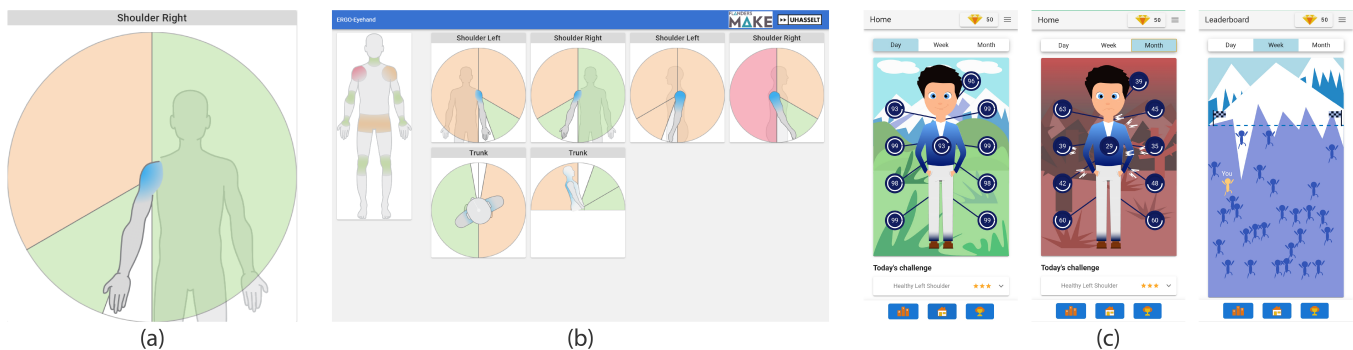 Shoulder Right
(a)
ERGO-Eyehand
FLANDERS
MAKE
UHASSELT
Shoulder Left
Shoulder Right
Shoulder Left
Shoulder Right
Trunk
Trunk
(b)
Home
50
Day Week Month
96
93 99
99 93 99
98 98
99 99
Today's challenge
Healthy Left Shoulder
Home
50
Day Week Month
39
63 45
39 29 35
42 48
60 60
Today's challenge
Healthy Left Shoulder
Leaderboard
50
Day Week Month
You
(c)